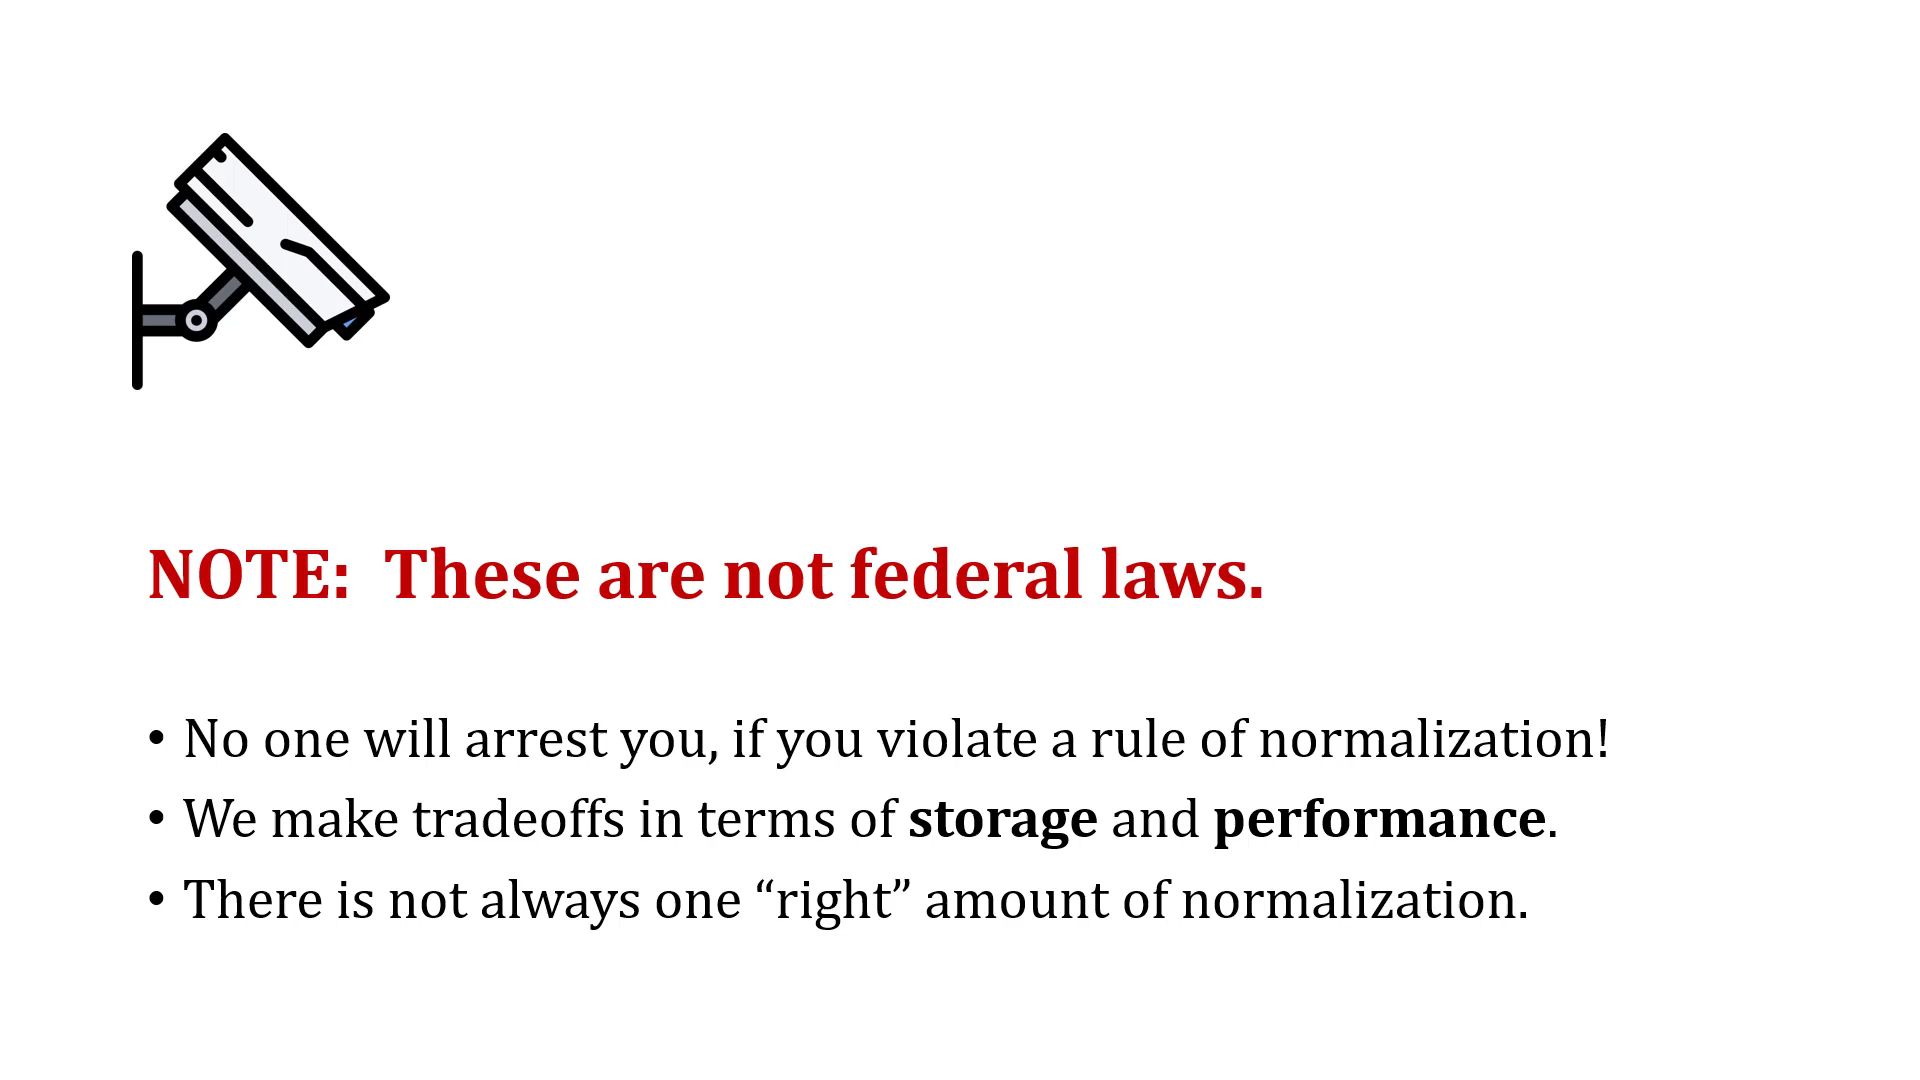 NOTE:  These are not federal laws.
• No one will arrest you, if you violate a rule of normalization!
• We make tradeoffs in terms of storage and performance.
• There is not always one “right” amount of normalization.